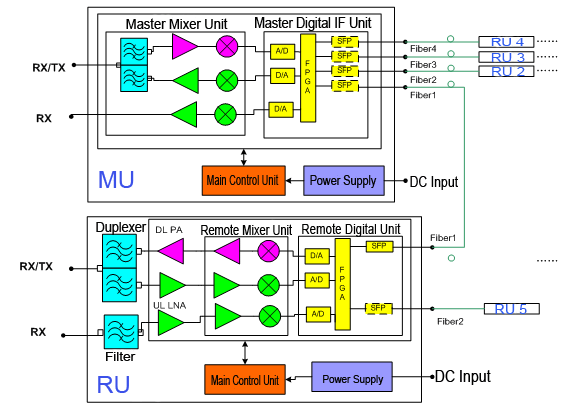 Master Mixer Unit
Master Digital IF Unit
RX/TX
RX
A/D
D/A
D/A
F
P
G
A
SFP
SFP
SFP
SFP
Fiber4
Fiber3
Fiber2
Fiber1
RU 4
RU 3
RU 2
......
......
......
MU
Main Control Unit
Power Supply
DC Input
Duplexer
DL PA
Remote Mixer Unit
Remote Digital Unit
RX/TX
UL LNA
RX
Filter
D/A
A/D
A/D
F
P
G
A
SFP
SFP
Fiber1
......
Fiber2
RU 5
RU
Main Control Unit
Power Supply
DC Input